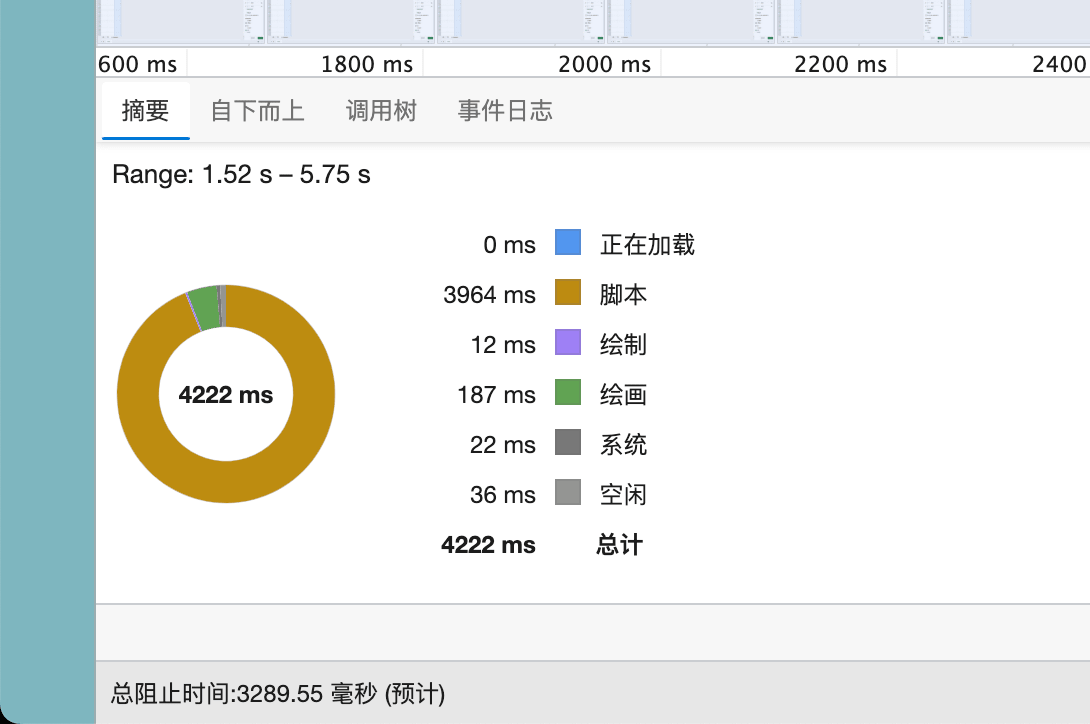 600 ms 1800 ms 2000 ms 2200 ms 2400
摘要 自下而上 调用树 事件日志
Range: 1.52 s – 5.75 s
0 ms 正在加载
3964 ms 脚本
12 ms 绘制
187 ms 绘画
22 ms 系统
36 ms 空闲
4222 ms 总计
4222 ms
总阻止时间:3289.55 毫秒 (预计)